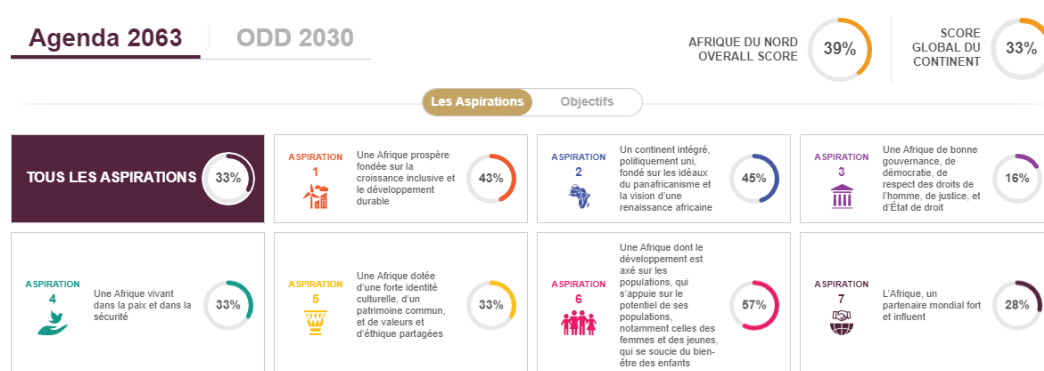 Agenda 2063
ODD 2030
AFRIQUE DU NORD
OVERALL SCORE
39%
SCORE
GLOBAL DU
CONTINENT
33%
Les Aspirations
Objectifs
TOUS LES ASPIRATIONS
33%
ASPIRATION
1
Une Afrique prospère
fondée sur la
croissance inclusive et
le développement
durable
43%
ASPIRATION
2
Un continent intégré,
politiquement uni,
fondé sur les idéaux
du panafricanisme et
la vision d'une
renaissance africaine
45%
ASPIRATION
3
Une Afrique de bonne
gouvernance, de
démocratie, de
respect des droits de
l'homme, de justice, et
d'État de droit
16%
ASPIRATION
4
Une Afrique vivant
dans la paix et dans la
sécurité
33%
ASPIRATION
5
Une Afrique dotée
d'une forte identité
culturelle, d'un
patrimoine commun,
et de valeurs et
d'éthique partagées
33%
ASPIRATION
6
Une Afrique dont le
développement est
axé sur les
populations, qui
s'appuie sur le
potentiel de ses
populations,
notamment celles des
femmes et des jeunes,
qui se soucie du bien-
être des enfants
57%
ASPIRATION
7
L'Afrique, un
partenaire mondial fort
et influent
28%